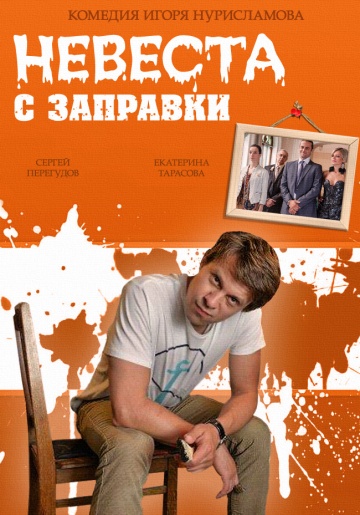 КОМЕДИЯ ИГОРЯ НУРИСЛАМОВА
НЕВЕСТА
С ЗАПРАВКИ
СЕРГЕЙ
ПЕРЕГУДОВ
ЕКАТЕРИНА
ТАРАСОВА